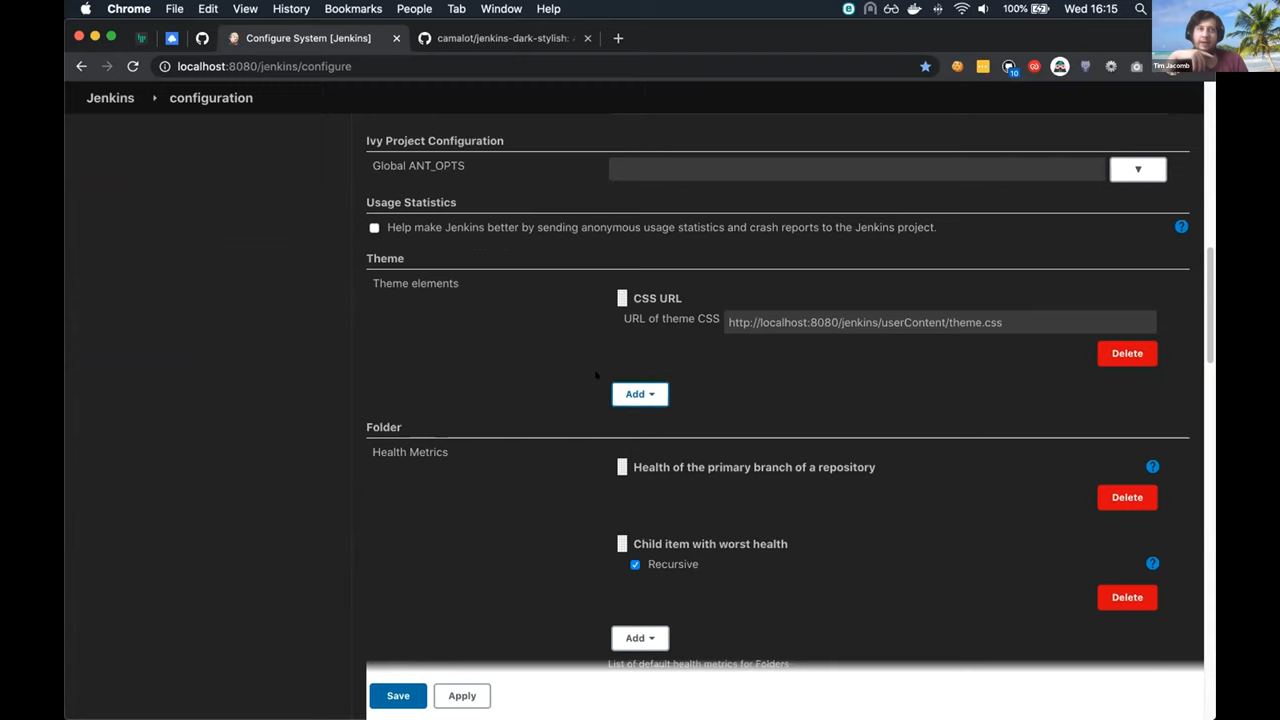 Chrome File Edit View History Bookmarks People Tab Window Help 100% Wed 16:15
Configure System [Jenkins] camalot/jenkins-dark-stylish:
localhost:8080/jenkins/configure
10
Tim Jacomb
Jenkins configuration
Ivy Project Configuration
Global ANT_OPTS
Usage Statistics
Help make Jenkins better by sending anonymous usage statistics and crash reports to the Jenkins project.
Theme
Theme elements
CSS URL
URL of theme CSS http://localhost:8080/jenkins/userContent/theme.css
Delete
Add
Folder
Health Metrics
Health of the primary branch of a repository
Delete
Child item with worst health
Recursive
Delete
Add
List of default health metrics for Folders
Save Apply